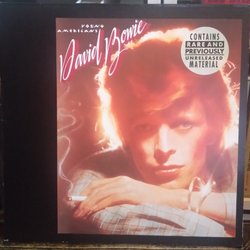 YOUNG
AMERICANS
David Bowie
CONTAINS
RARE AND
PREVIOUSLY
UNRELEASED
MATERIAL